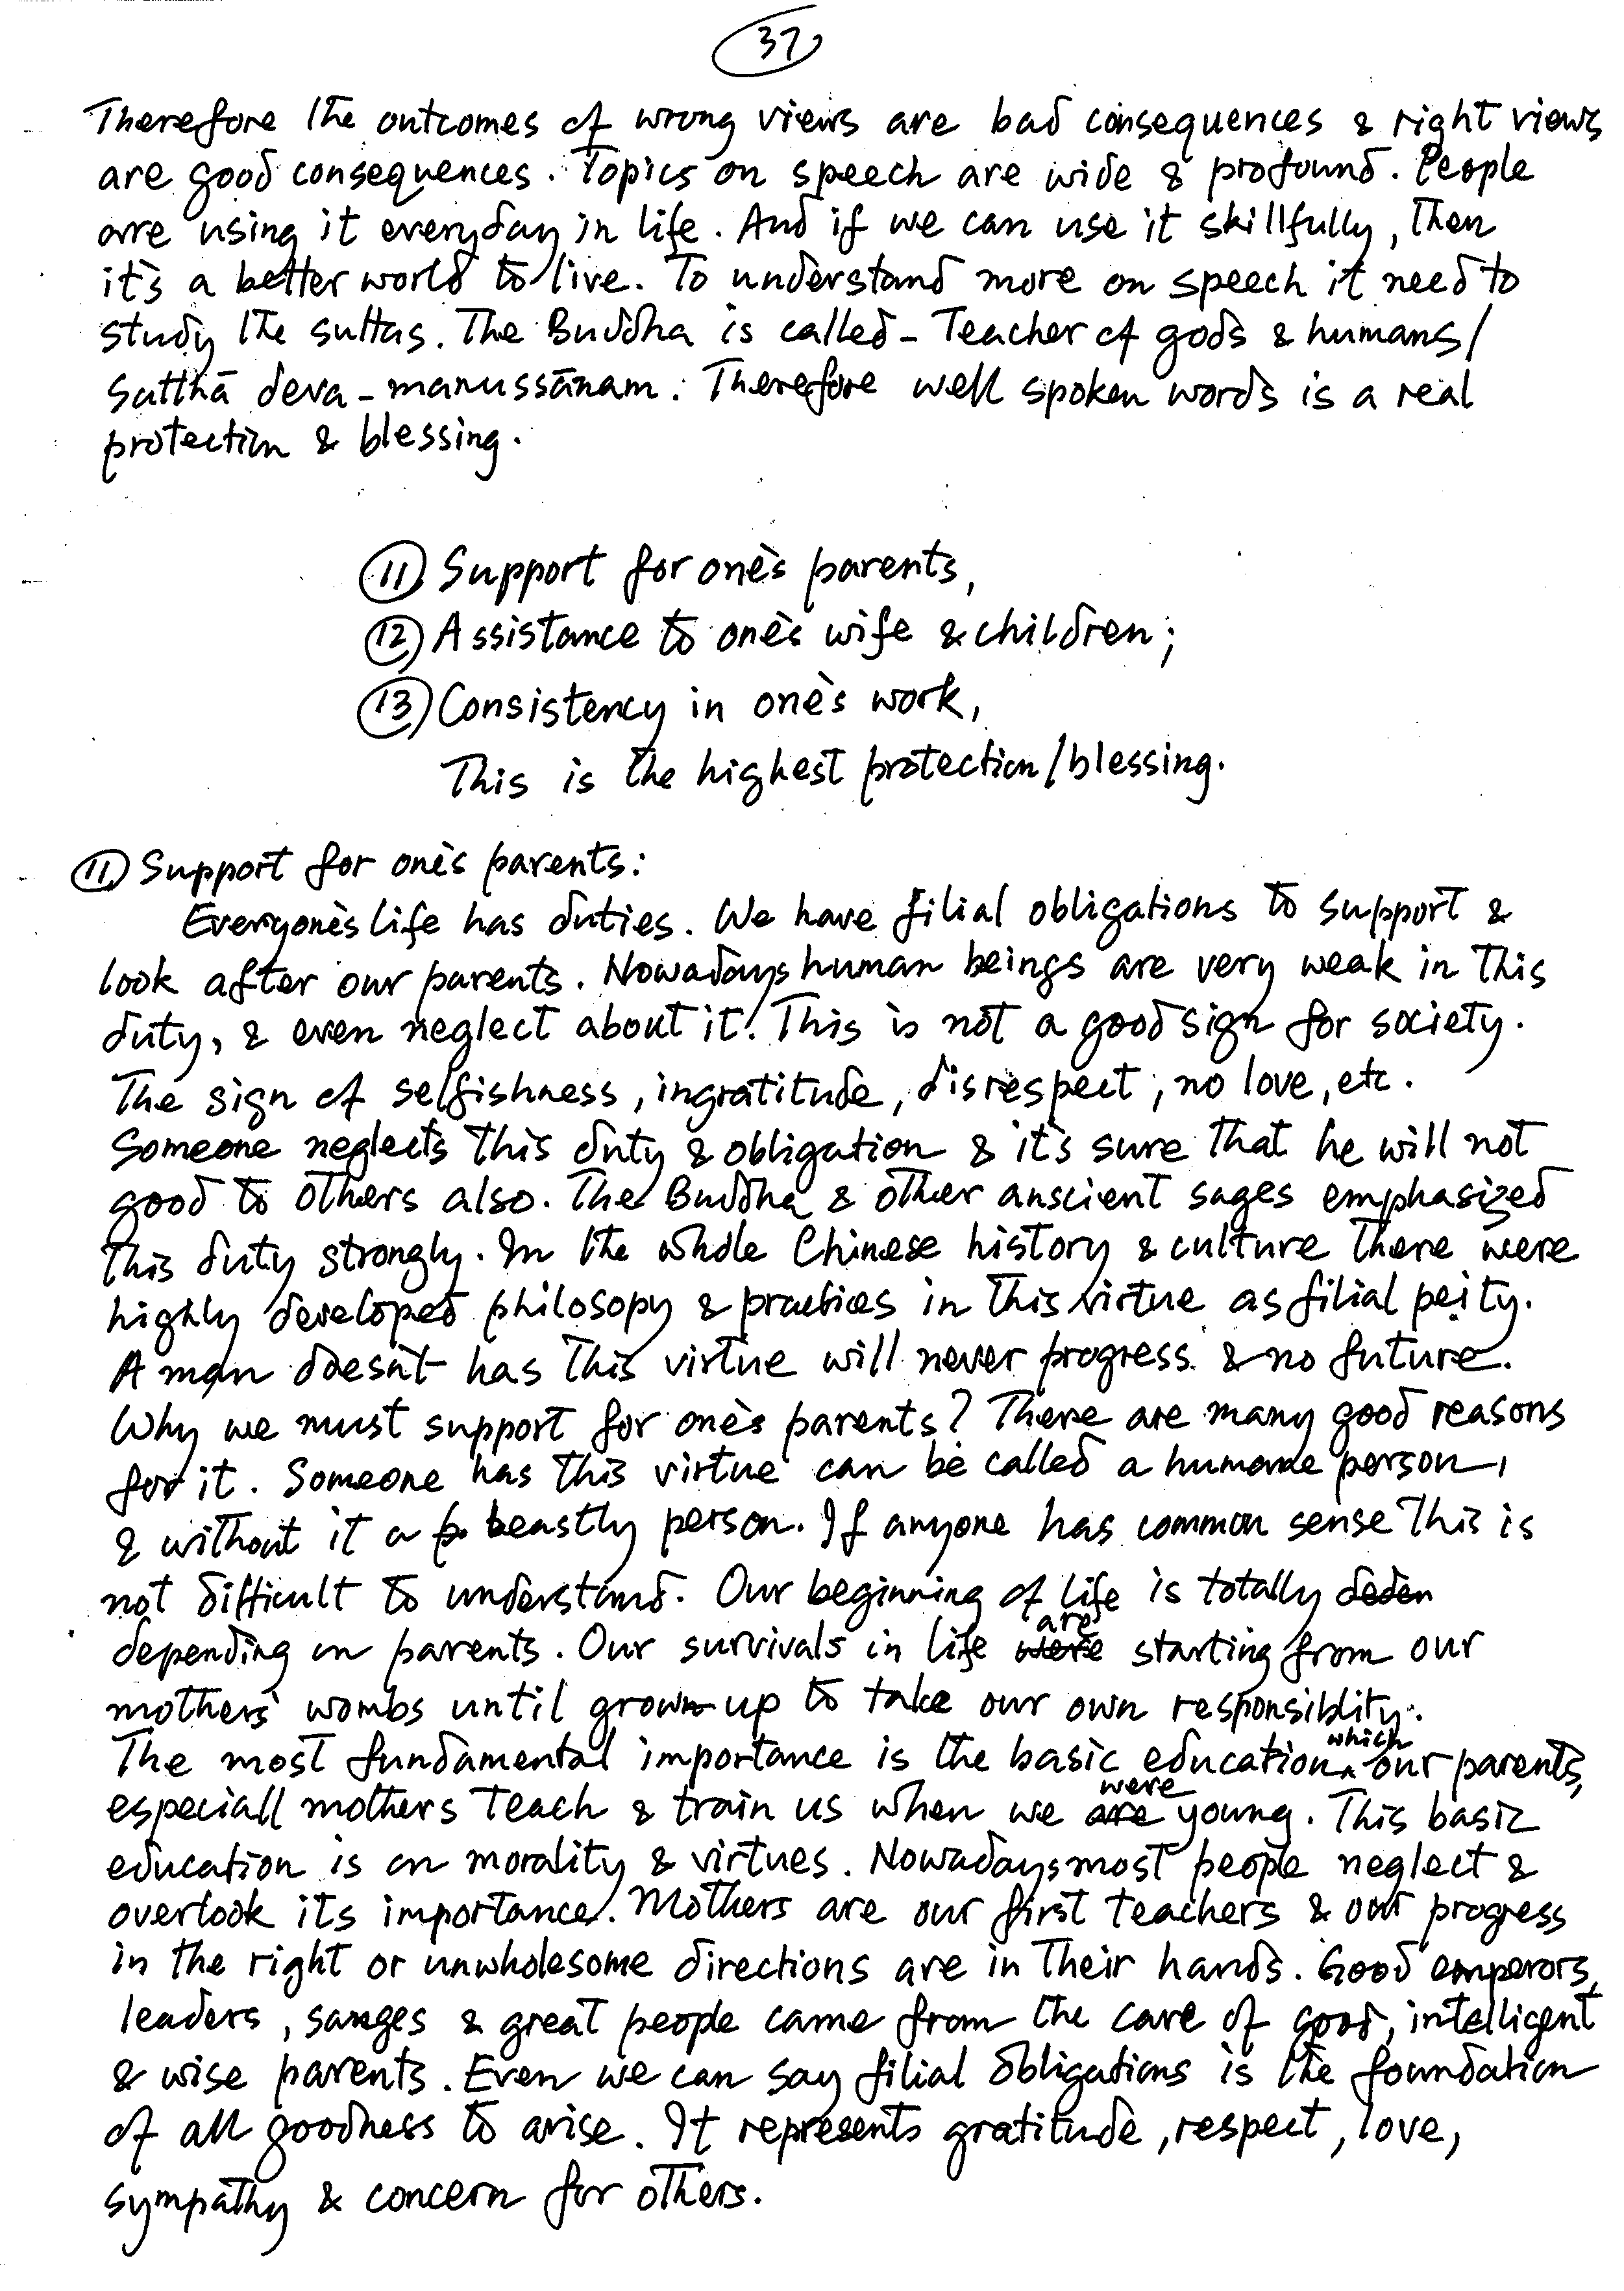 37
Therefore the outcomes of wrong views are bad consequences & right views
are good consequences. Topics on speech are wide & profound. People
are using it everyday in life. And if we can use it skillfully, then
it's a better world to live. To understand more on speech it need to
study the suttas. The Buddha is called - Teacher of gods & humans/
Satthā deva-manussānam. Therefore well spoken words is a real
protection & blessing.
⑪ Support for one's parents,
⑫ Assistance to one's wife & children;
⑬ Consistency in one's work,
This is the highest protection/blessing.
⑪ Support for one's parents:
Everyone's life has duties. We have filial obligations to support &
look after our parents. Nowadays human beings are very weak in this
duty, & even neglect about it! This is not a good sign for society.
The sign of selfishness, ingratitude, disrespect, no love, etc.
Someone neglects this duty & obligation & it's sure that he will not
good to others also. The Buddha & other anscient sages emphasized
this duty strongly. In the whole Chinese history & culture there were
highly developed philosopy & practices in this virtue as filial peity.
A man doesn't has this virtue will never progress & no future.
Why we must support for one's parents? There are many good reasons
for it. Someone has this virtue can be called a humane person,
& without it a beastly person. If anyone has common sense this is
not difficult to understand. Our beginning of life is totally deden
depending on parents. Our survivals in life were are starting from our
mothers' wombs until grown up to take our own responsiblity.
The most fundamental importance is the basic education which our parents,
especiall mothers teach & train us when we are were young. This basic
education is on morality & virtues. Nowadays most people neglect &
overlook its importance. Mothers are our first teachers & our progress
in the right or unwholesome directions are in their hands. Good emperors,
leaders, sages & great people came from the care of good, intelligent
& wise parents. Even we can say filial obligations is the foundation
of all goodness to arise. It represents gratitude, respect, love,
sympathy & concern for others.